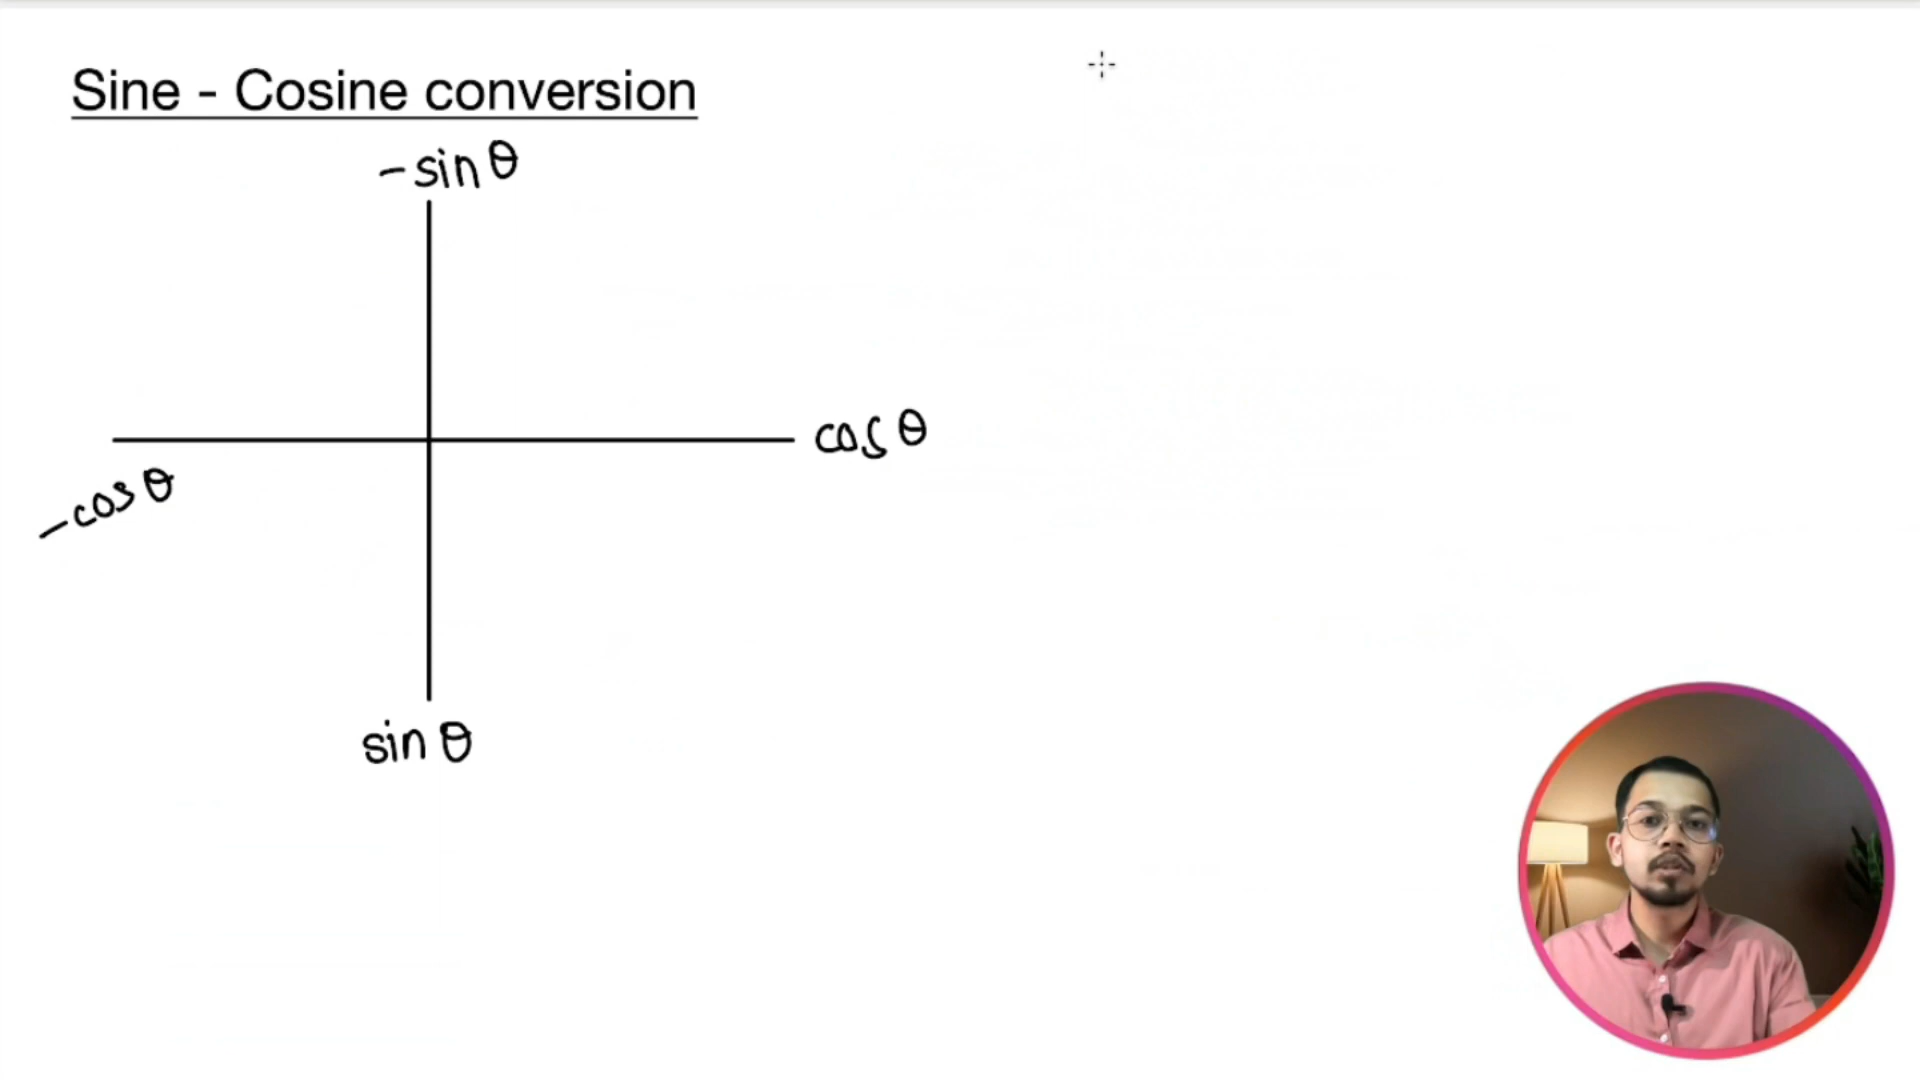 Sine - Cosine conversion
- sin θ
cos θ
- cos θ
sin θ